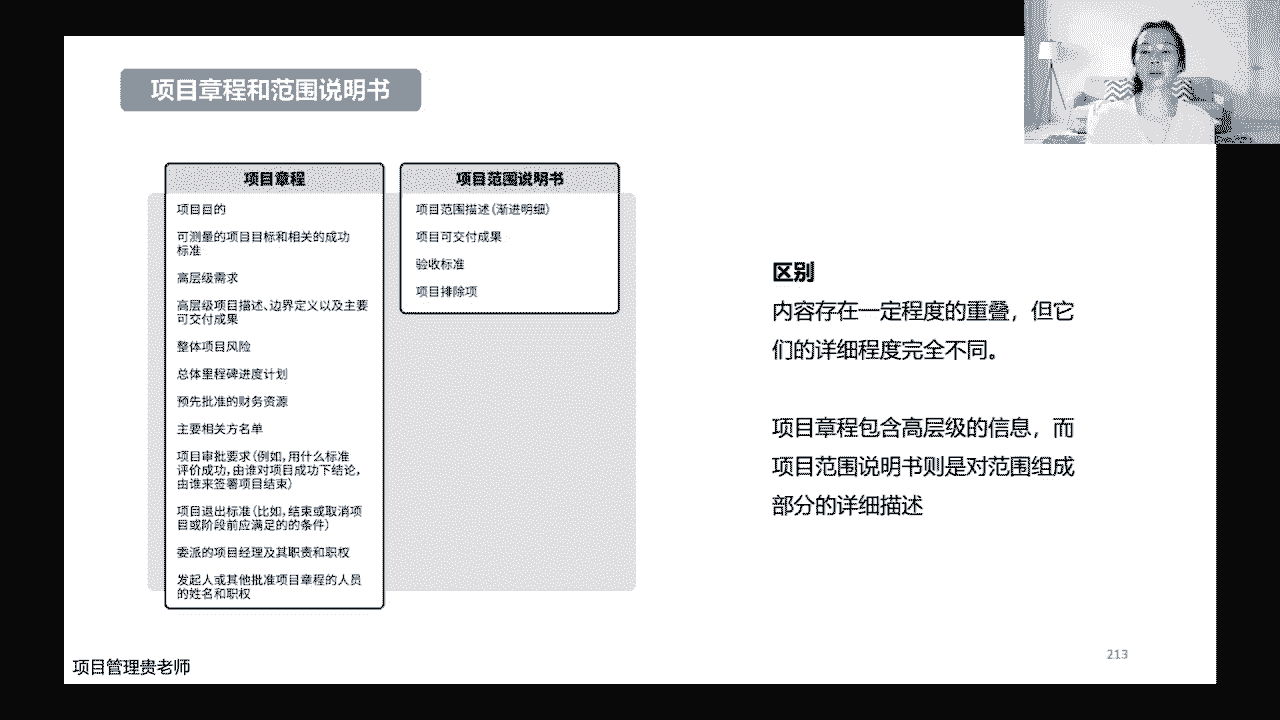 项目章程和范围说明书
项目章程
项目目的
可测量的项目目标和相关的成功
标准
高层级需求
高层级项目描述、边界定义以及主要
可交付成果
整体项目风险
总体里程碑进度计划
预先批准的财务资源
主要相关方名单
项目审批要求(例如,用什么标准
评价成功,由谁对项目成功下结论,
由谁来签署项目结束)
项目退出标准(比如,结束或取消项
目或阶段前应满足的的条件)
委派的项目经理及其职责和职权
发起人或其他批准项目章程的人员
的姓名和职权
项目范围说明书
项目范围描述(渐进明细)
项目可交付成果
验收标准
项目排除项
区别
内容存在一定程度的重叠，但它
们的详细程度完全不同。
项目章程包含高层级的信息，而
项目范围说明书则是对范围组成
部分的详细描述
213
项目管理贵老师